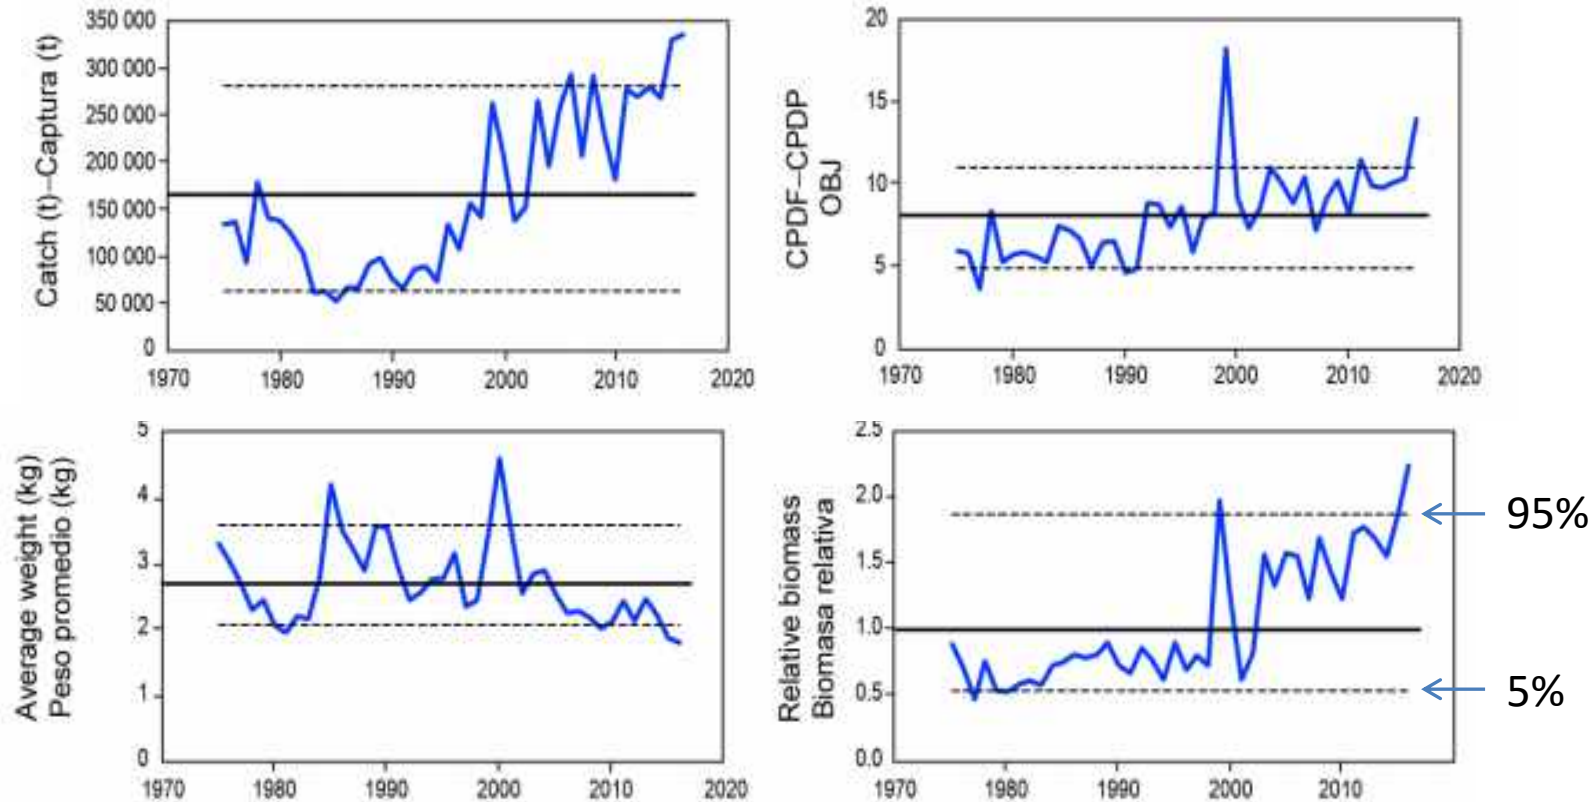 Catch (t)–Captura (t)
350 000
300 000
250 000
200 000
150 000
100 000
50 000
0
1970 1980 1990 2000 2010 2020
CPDF–CPDP
OBJ
20
15
10
5
0
1970 1980 1990 2000 2010 2020
Average weight (kg)
Peso promedio (kg)
5
4
3
2
1
0
1970 1980 1990 2000 2010 2020
Relative biomass
Biomasa relativa
2.5
2.0
1.5
1.0
0.5
0.0
1970 1980 1990 2000 2010
95%
5%